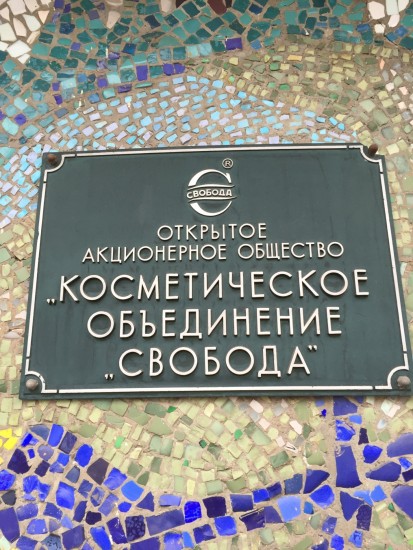 ®
СВОБОДА
ОТКРЫТОЕ
АКЦИОНЕРНОЕ ОБЩЕСТВО
„КОСМЕТИЧЕСКОЕ
ОБЪЕДИНЕНИЕ
„СВОБОДА"